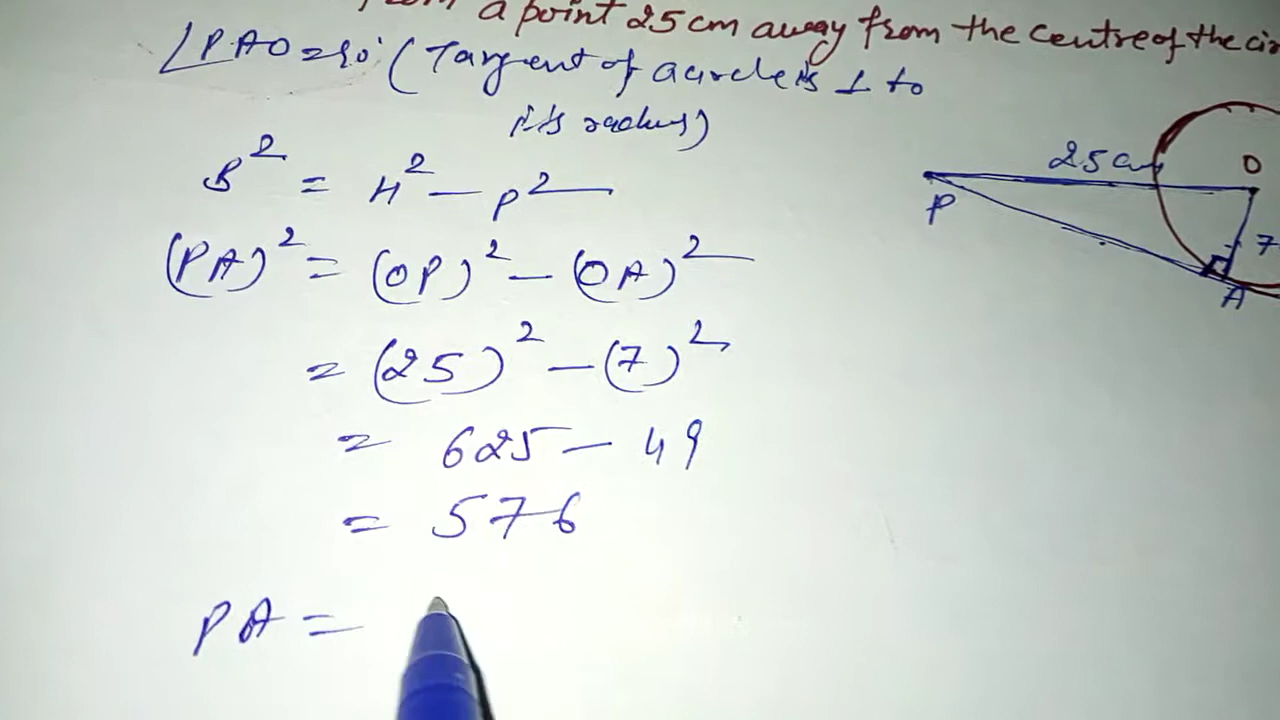 from a point 25 cm away from the centre of the cir
∠PAO = 90° (Tangent of a circle is ⊥ to
its radius)
B² = H² - P²
(PA)² = (OP)² - (OA)²
= (25)² - (7)²
= 625 - 49
= 576
PA =
25 cm
O
P
7
A